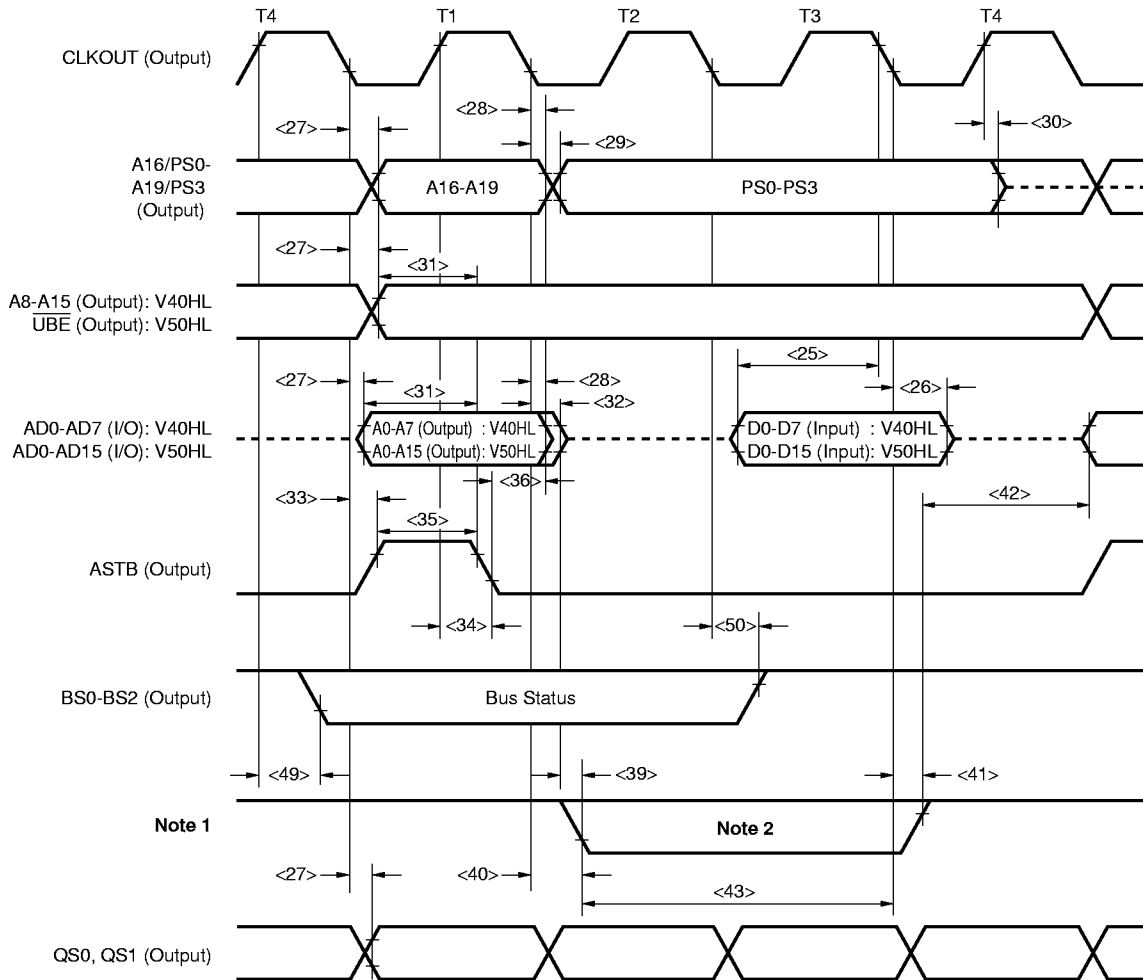 T4 T1 T2 T3 T4
CLKOUT (Output)
<28>
<27> <30>
<29>
A16/PS0-
A19/PS3
(Output)
A16-A19 PS0-PS3
<27>
<31>
A8-A15 (Output): V40HL
UBE (Output): V50HL
<25>
<27> <31> <28> <26>
<32>
AD0-AD7 (I/O): V40HL
AD0-AD15 (I/O): V50HL
A0-A7 (Output) : V40HL
A0-A15 (Output): V50HL
D0-D7 (Input) : V40HL
D0-D15 (Input): V50HL
<36>
<33> <42>
<35>
ASTB (Output)
<34> <50>
BS0-BS2 (Output) Bus Status
<49> <39> <41>
Note 1 Note 2
<27> <40>
<43>
QS0, QS1 (Output)